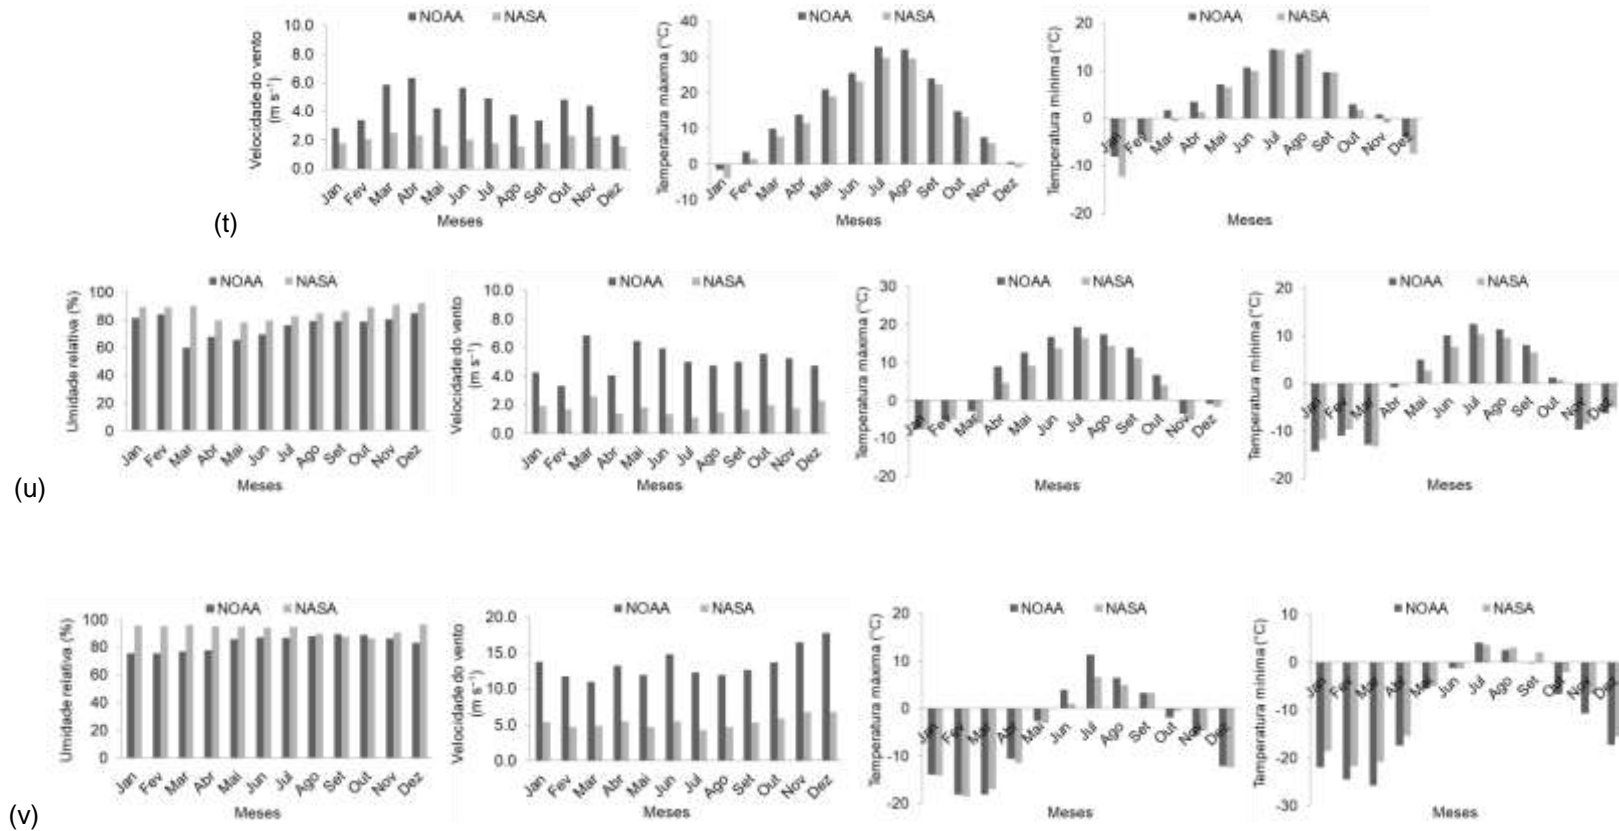 NOAA NASA
Velocidade do vento (m s⁻¹)
10.0
8.0
6.0
4.0
2.0
0.0
Jan Fev Mar Abr Mai Jun Jul Ago Set Out Nov Dez
Meses
NOAA NASA
Temperatura máxima (°C)
40
30
20
10
0
-10
Jan Fev Mar Abr Mai Jun Jul Ago Set Out Nov Dez
Meses
NOAA NASA
Temperatura mínima (°C)
20
10
0
-10
-20
Jan Fev Mar Abr Mai Jun Jul Ago Set Out Nov Dez
Meses
(t)
NOAA NASA
Umidade relativa (%)
100
80
60
40
20
0
Jan Fev Mar Abr Mai Jun Jul Ago Set Out Nov Dez
Meses
NOAA NASA
Velocidade do vento (m s⁻¹)
10.0
8.0
6.0
4.0
2.0
0.0
Jan Fev Mar Abr Mai Jun Jul Ago Set Out Nov Dez
Meses
NOAA NASA
Temperatura máxima (°C)
30
20
10
0
-10
-20
Jan Fev Mar Abr Mai Jun Jul Ago Set Out Nov Dez
Meses
NOAA NASA
Temperatura mínima (°C)
20
10
0
-10
-20
Jan Fev Mar Abr Mai Jun Jul Ago Set Out Nov Dez
Meses
(u)
NOAA NASA
Umidade relativa (%)
100
80
60
40
20
0
Jan Fev Mar Abr Mai Jun Jul Ago Set Out Nov Dez
Meses
NOAA NASA
Velocidade do vento (m s⁻¹)
20.0
15.0
10.0
5.0
0.0
Jan Fev Mar Abr Mai Jun Jul Ago Set Out Nov Dez
Meses
NOAA NASA
Temperatura máxima (°C)
20
10
0
-10
-20
Jan Fev Mar Abr Mai Jun Jul Ago Set Out Nov Dez
Meses
NOAA NASA
Temperatura mínima (°C)
10
0
-10
-20
-30
Jan Fev Mar Abr Mai Jun Jul Ago Set Out Nov Dez
Meses
(v)